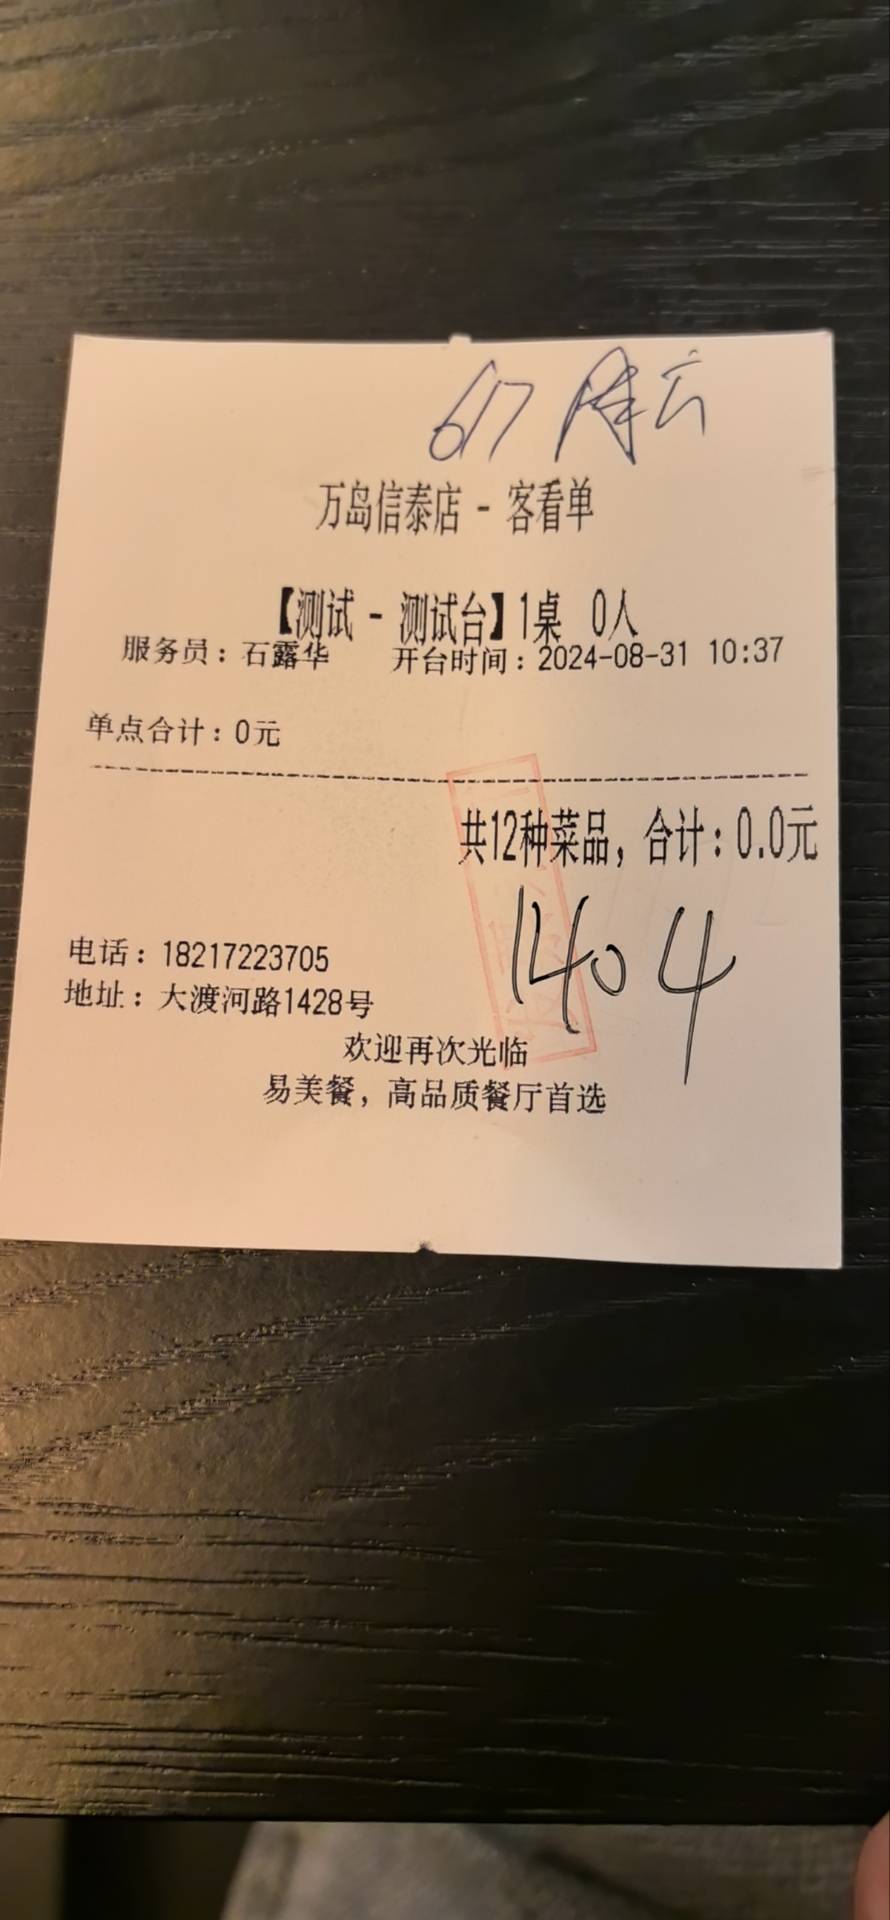 617
万岛信泰店 - 客看单
【测试 - 测试台】1桌 0人
服务员：石露华 开台时间：2024-08-31 10:37
单点合计：0元
共12种菜品，合计：0.0元
1404
电话：18217223705
地址：大渡河路1428号
欢迎再次光临
易美餐，高品质餐厅首选